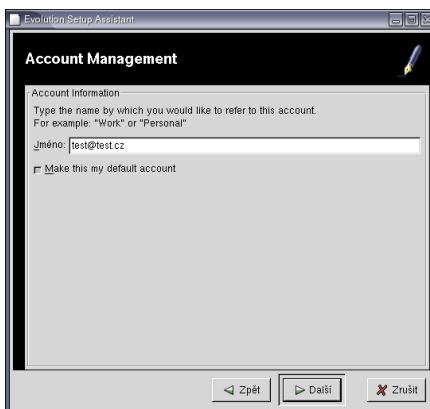 Evolution Setup Assistant
Account Management
Account Information
Type the name by which you would like to refer to this account.
For example: "Work" or "Personal"
Jméno: test@test.cz
Make this my default account
Zpět Další Zrušit